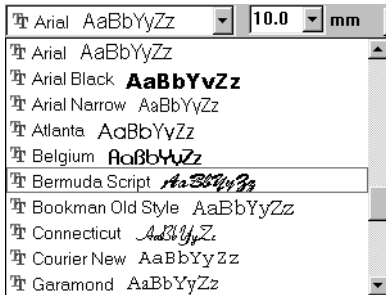 Arial AaBbYyZz 10.0 mm
Arial AaBbYyZz
Arial Black AaBbYvZz
Arial Narrow AaBbYyZz
Atlanta AaBbYyZz
Belgium AaBbYyZz
Bermuda Script AaBbYyZz
Bookman Old Style AaBbYyZz
Connecticut AaBbYyZz
Courier New AaBbYyZz
Garamond AaBbYyZz